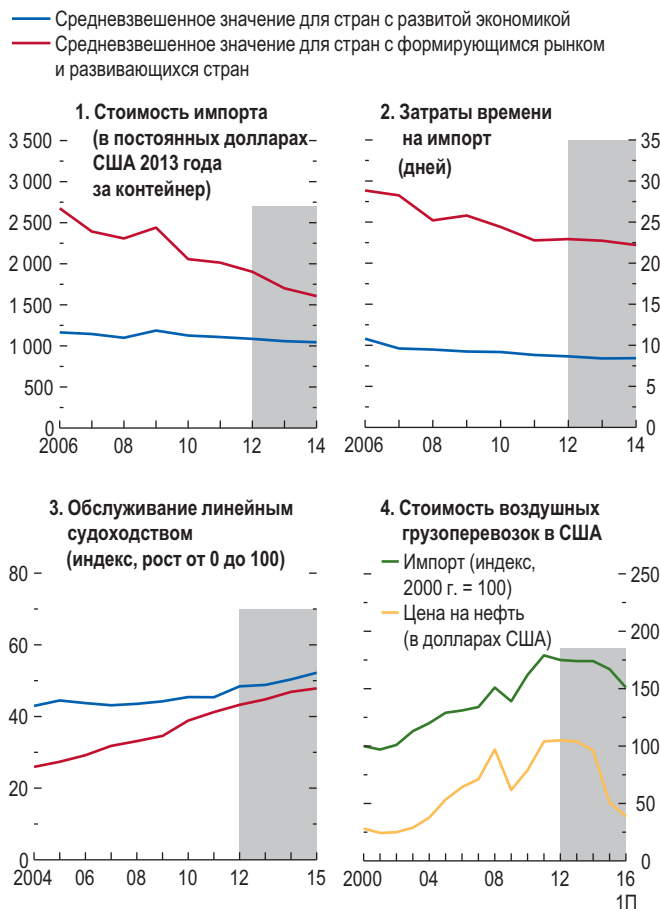 Средневзвешенное значение для стран с развитой экономикой
Средневзвешенное значение для стран с формирующимся рынком
и развивающихся стран
1. Стоимость импорта
(в постоянных долларах
США 2013 года
за контейнер)
3 500
3 000
2 500
2 000
1 500
1 000
500
0
2006 08 10 12 14
2. Затраты времени
на импорт
(дней)
35
30
25
20
15
10
5
0
2006 08 10 12 14
3. Обслуживание линейным
судоходством
(индекс, рост от 0 до 100)
80
60
40
20
0
2004 06 08 10 12 15
4. Стоимость воздушных
грузоперевозок в США
Импорт (индекс,
2000 г. = 100)
Цена на нефть
(в долларах США)
250
200
150
100
50
0
2000 04 08 12 16
1П